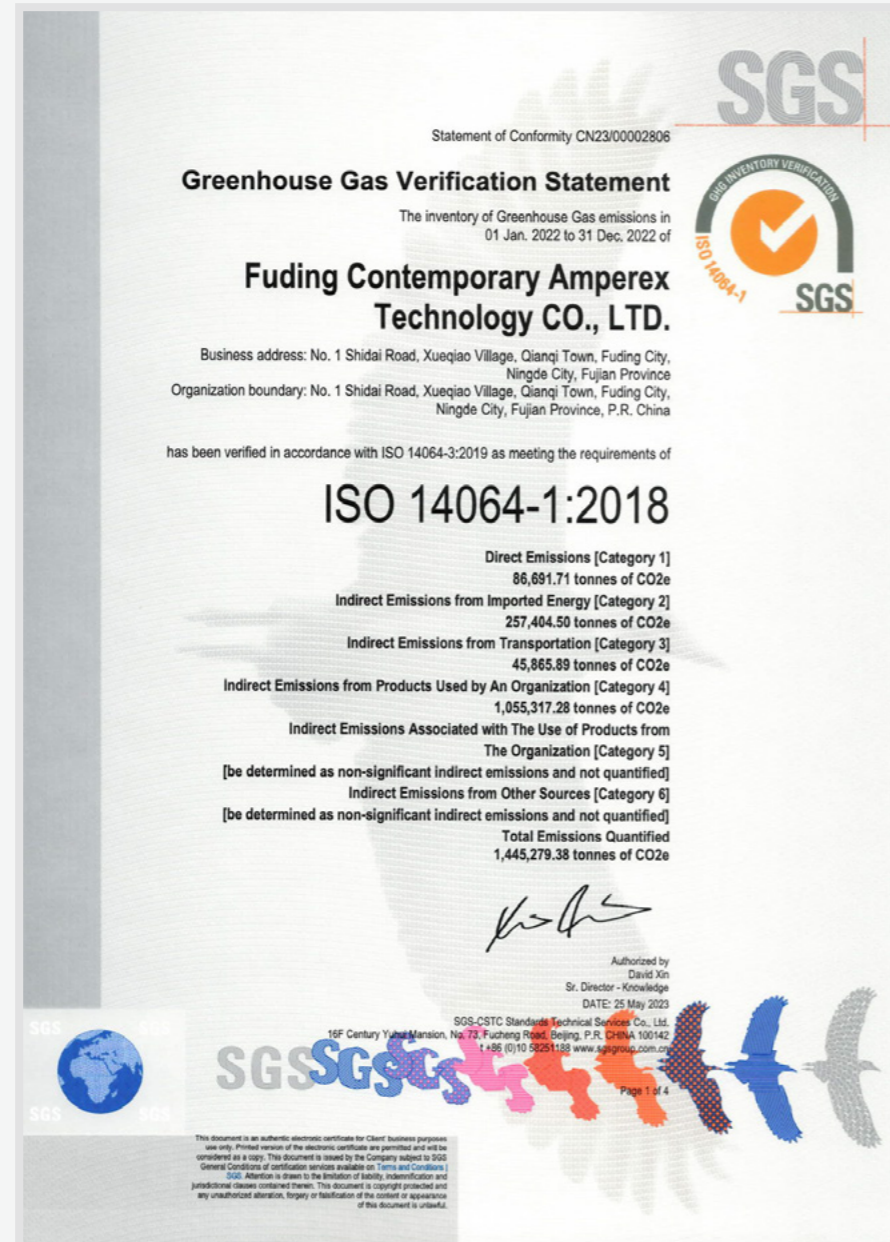 SGS
Statement of Conformity CN23/00002806
GHG INVENTORY VERIFICATION
ISO 14064-1
SGS
Greenhouse Gas Verification Statement
The inventory of Greenhouse Gas emissions in
01 Jan. 2022 to 31 Dec. 2022 of
Fuding Contemporary Amperex
Technology CO., LTD.
Business address: No. 1 Shidai Road, Xueqiao Village, Qianqi Town, Fuding City,
Ningde City, Fujian Province
Organization boundary: No. 1 Shidai Road, Xueqiao Village, Qianqi Town, Fuding City,
Ningde City, Fujian Province, P.R. China
has been verified in accordance with ISO 14064-3:2019 as meeting the requirements of
ISO 14064-1:2018
Direct Emissions [Category 1]
86,691.71 tonnes of CO2e
Indirect Emissions from Imported Energy [Category 2]
257,404.50 tonnes of CO2e
Indirect Emissions from Transportation [Category 3]
45,865.89 tonnes of CO2e
Indirect Emissions from Products Used by An Organization [Category 4]
1,055,317.28 tonnes of CO2e
Indirect Emissions Associated with The Use of Products from
The Organization [Category 5]
[be determined as non-significant indirect emissions and not quantified]
Indirect Emissions from Other Sources [Category 6]
[be determined as non-significant indirect emissions and not quantified]
Total Emissions Quantified
1,445,279.38 tonnes of CO2e
Authorized by
David Xin
Sr. Director - Knowledge
DATE: 25 May 2023
SGS-CSTC Standards Technical Services Co., Ltd.
16F Century Yuhui Mansion, No. 73, Fucheng Road, Beijing, P.R. CHINA 100142
t +86 (0)10 58251188 www.sgsgroup.com.cn
Page 1 of 4
SGS SGS
SGS SGS
SGS SGS SGS
This document is an authentic electronic certificate for Client' business purposes
use only. Printed version of the electronic certificate are permitted and will be
considered as a copy. This document is issued by the Company subject to SGS
General Conditions of certification services available on Terms and Conditions |
SGS. Attention is drawn to the limitation of liability, indemnification and
jurisdictional clauses contained therein. This document is copyright protected and
any unauthorized alteration, forgery or falsification of the content or appearance
of this document is unlawful.